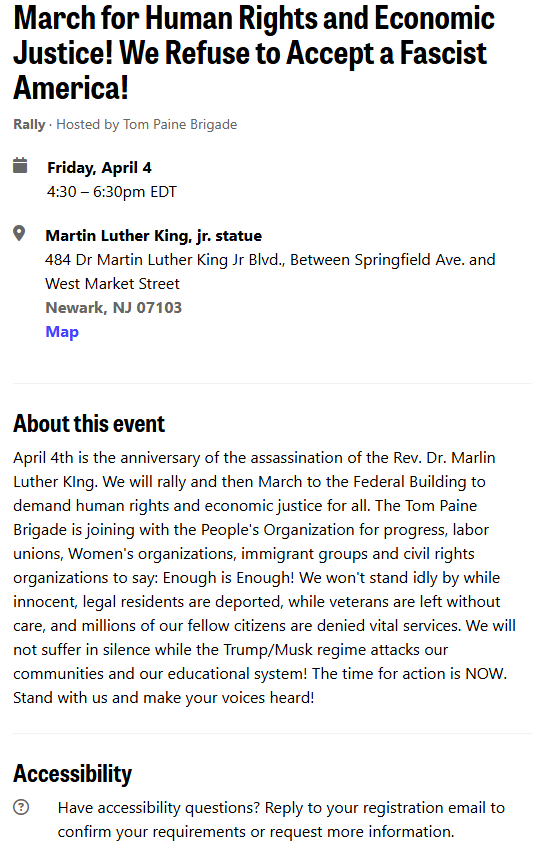 March for Human Rights and Economic
Justice! We Refuse to Accept a Fascist
America!
Rally · Hosted by Tom Paine Brigade
Friday, April 4
4:30 – 6:30pm EDT
Martin Luther King, jr. statue
484 Dr Martin Luther King Jr Blvd., Between Springfield Ave. and
West Market Street
Newark, NJ 07103
Map
About this event
April 4th is the anniversary of the assassination of the Rev. Dr. Marlin
Luther KIng. We will rally and then March to the Federal Building to
demand human rights and economic justice for all. The Tom Paine
Brigade is joining with the People's Organization for progress, labor
unions, Women's organizations, immigrant groups and civil rights
organizations to say: Enough is Enough! We won't stand idly by while
innocent, legal residents are deported, while veterans are left without
care, and millions of our fellow citizens are denied vital services. We will
not suffer in silence while the Trump/Musk regime attacks our
communities and our educational system! The time for action is NOW.
Stand with us and make your voices heard!
Accessibility
Have accessibility questions? Reply to your registration email to
confirm your requirements or request more information.